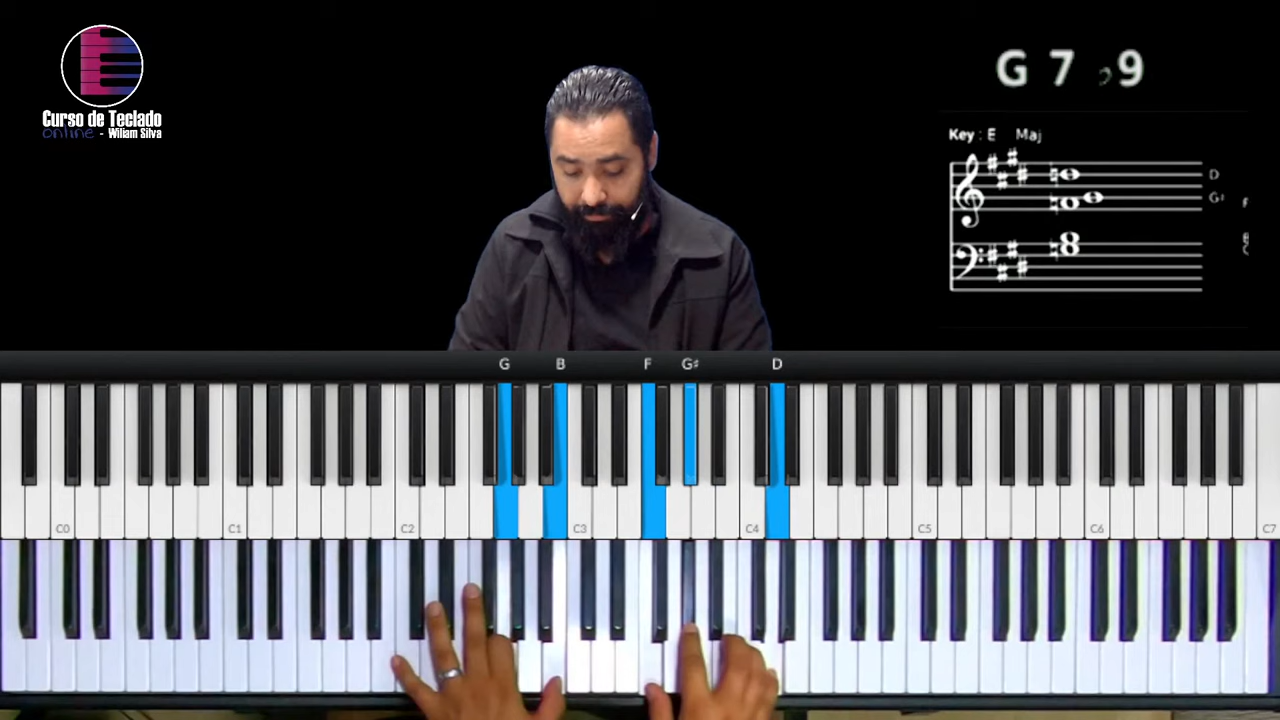 Curso de Teclado
online - Wiliam Silva
G 7 ♭9
Key : E Maj
D
G♯
G B F G♯ D
C0 C1 C2 C3 C4 C5 C6 C7